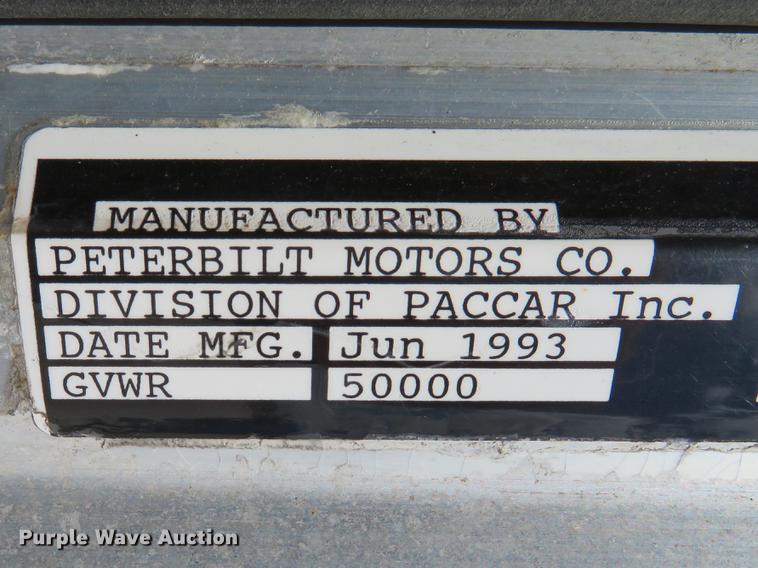 MANUFACTURED BY
PETERBILT MOTORS CO.
DIVISION OF PACCAR Inc.
DATE MFG. Jun 1993
GVWR 50000
Purple Wave Auction